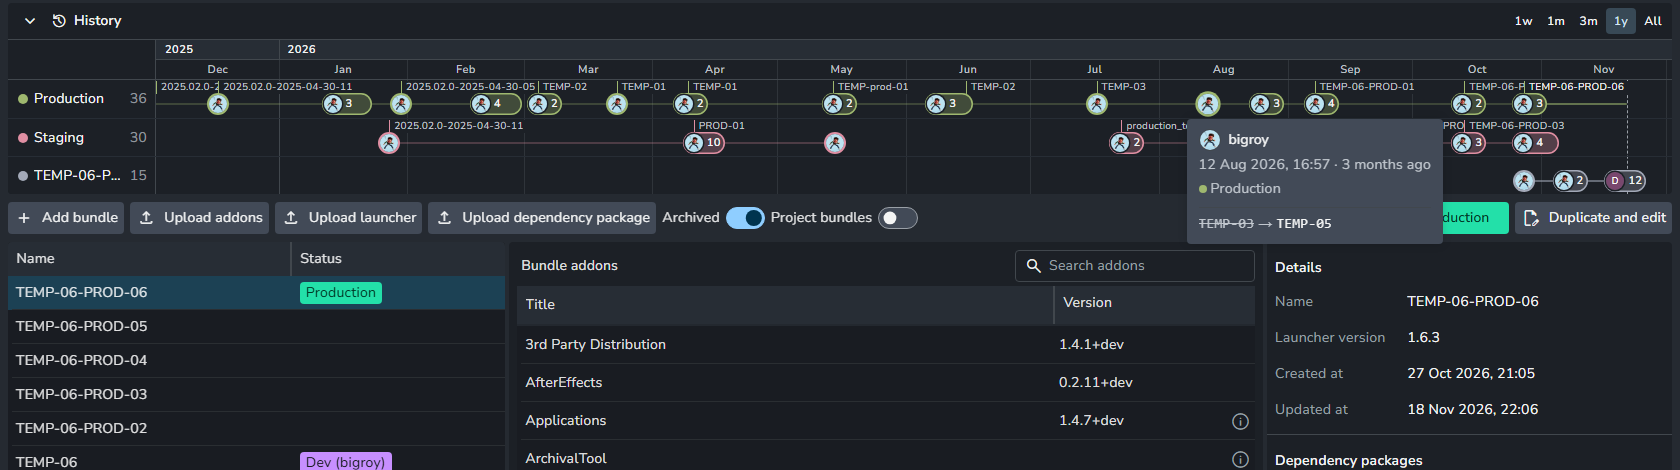 History
1w 1m 3m 1y All
2025 2026
Dec Jan Feb Mar Apr May Jun Jul Aug Sep Oct Nov
2025.02.0-2 2025.02.0-2025-04-30-11 2025.02.0-2025-04-30-05 TEMP-02 TEMP-01 TEMP-01 TEMP-prod-01 TEMP-02 TEMP-03 TEMP-06-PROD-01 TEMP-06-P TEMP-06-PROD-06
Production 36 3 4 2 2 2 3 3 4 2 3
2025.02.0-2025-04-30-11 PROD-01 production_te PRO TEMP-06-PROD-03
Staging 30 10 2 3 4
TEMP-06-P... 15 2 D 12
bigroy
12 Aug 2026, 16:57 · 3 months ago
Production
TEMP-03 → TEMP-05
Add bundle Upload addons Upload launcher Upload dependency package Archived Project bundles duction Duplicate and edit
Name Status
TEMP-06-PROD-06 Production
TEMP-06-PROD-05
TEMP-06-PROD-04
TEMP-06-PROD-03
TEMP-06-PROD-02
TEMP-06 Dev (bigroy)
Bundle addons Search addons
Title Version
3rd Party Distribution 1.4.1+dev
AfterEffects 0.2.11+dev
Applications 1.4.7+dev
ArchivalTool
Details
Name TEMP-06-PROD-06
Launcher version 1.6.3
Created at 27 Oct 2026, 21:05
Updated at 18 Nov 2026, 22:06
Dependency packages